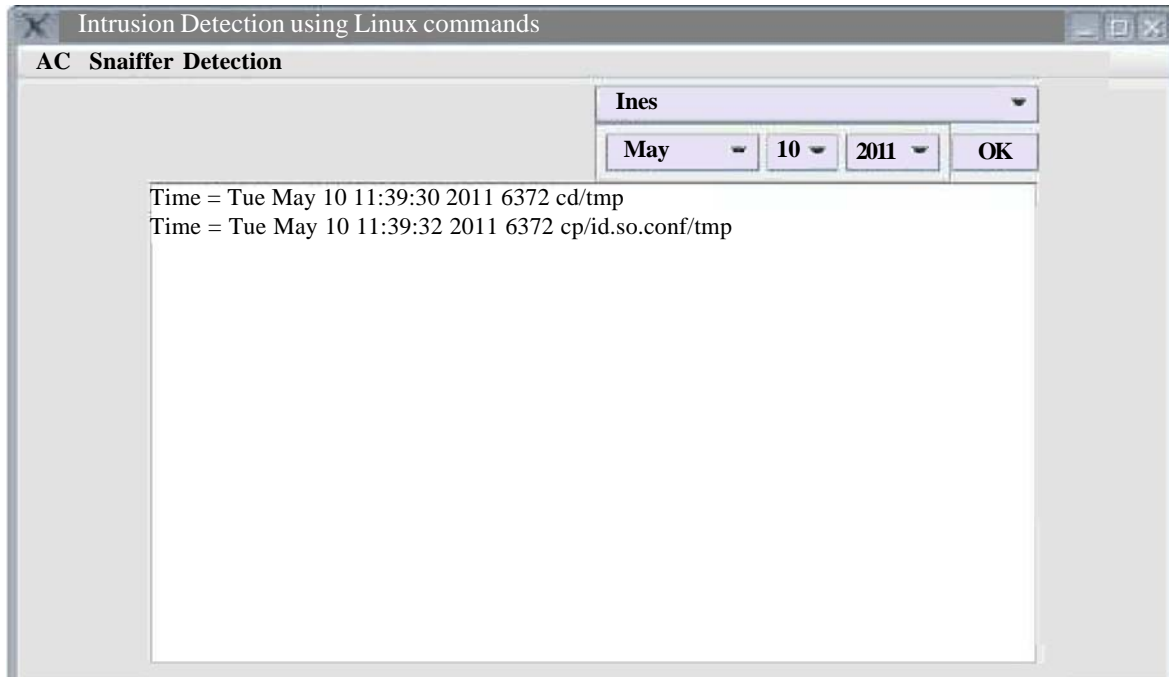 Intrusion Detection using Linux commands
AC Snaiffer Detection
Ines
May 10 2011 OK
Time = Tue May 10 11:39:30 2011 6372 cd/tmp
Time = Tue May 10 11:39:32 2011 6372 cp/id.so.conf/tmp